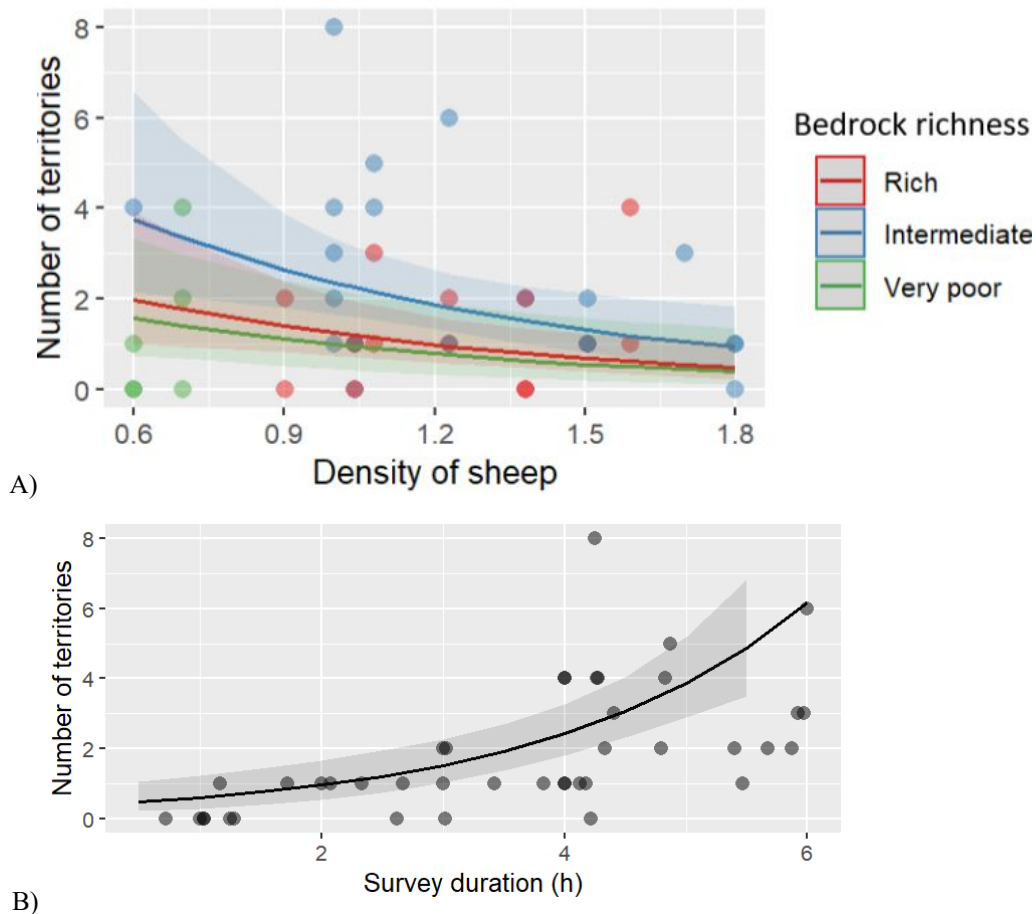 8
6
4
2
0
Number of territories
0.6 0.9 1.2 1.5 1.8
Density of sheep
Bedrock richness
Rich
Intermediate
Very poor
A)
8
6
4
2
0
Number of territories
2 4 6
Survey duration (h)
B)